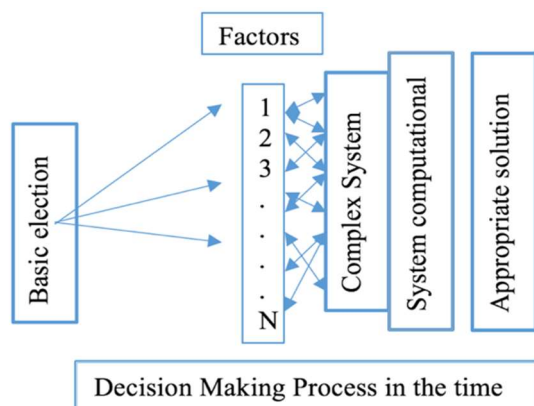 Factors
Basic election
1
2
3
.
.
.
.
N
Complex System
System computational
Appropriate solution
Decision Making Process in the time